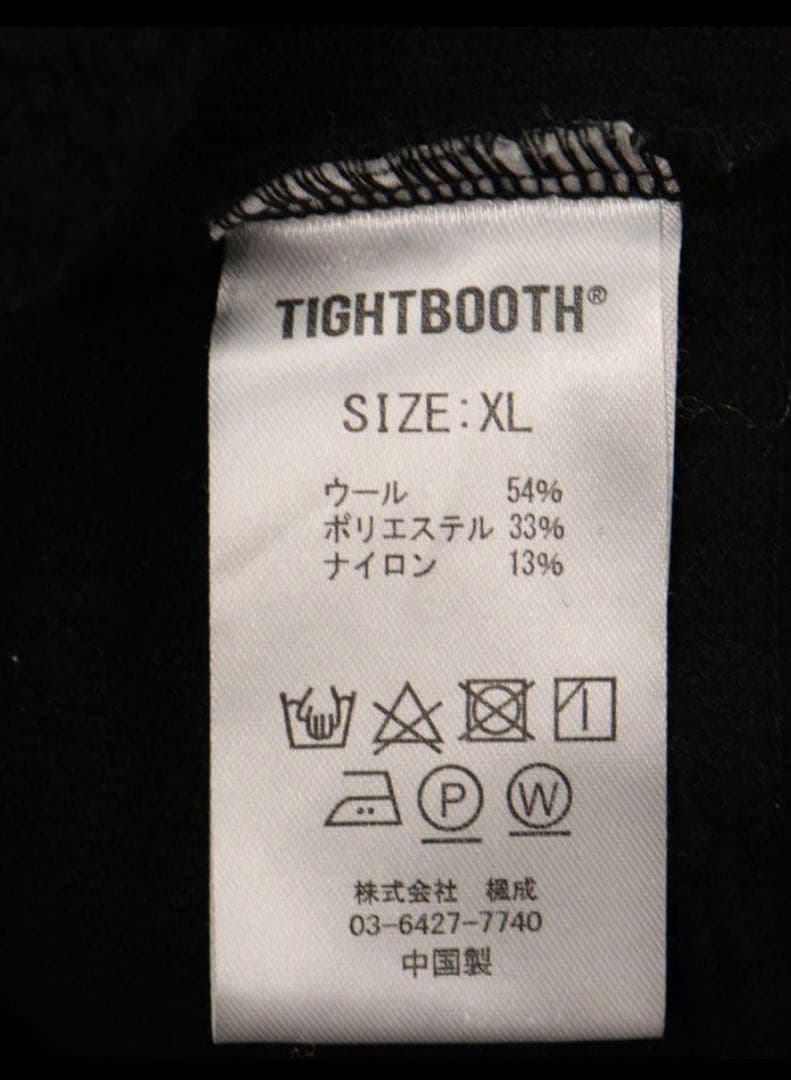 TIGHTBOOTH®
SIZE:XL
ウール 54%
ポリエステル 33%
ナイロン 13%
P W
株式会社 楓成
03-6427-7740
中国製